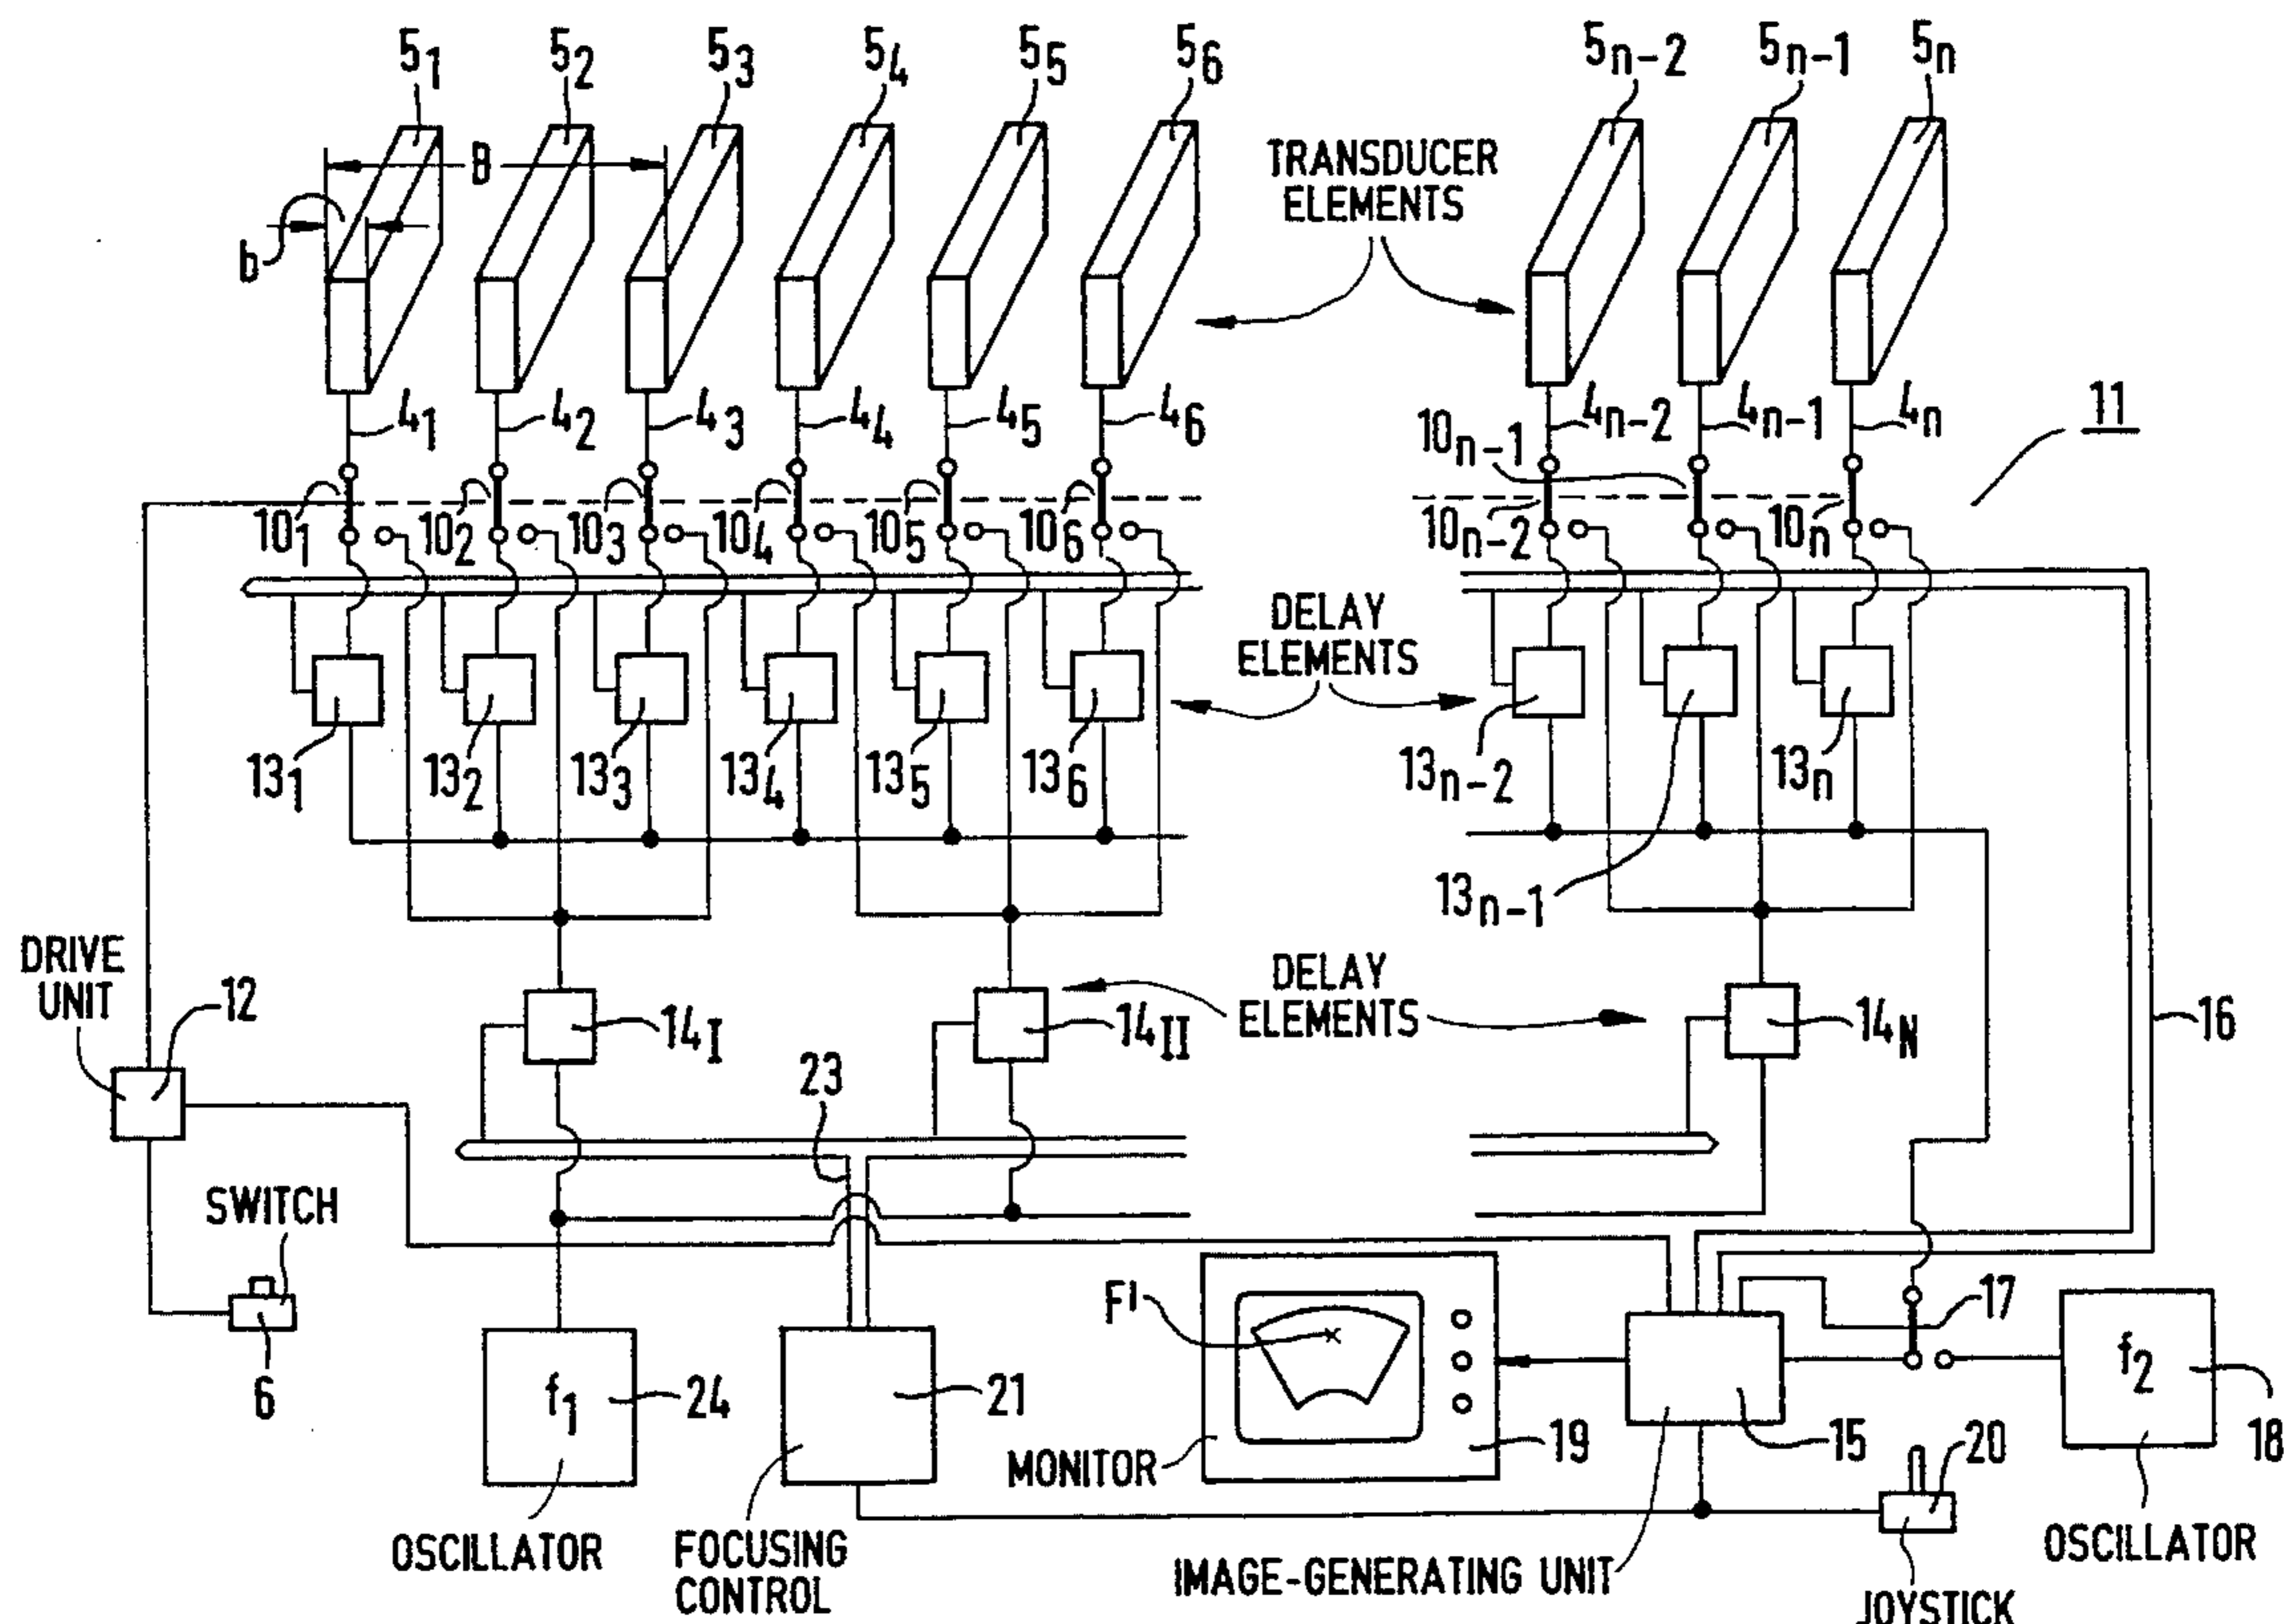 5₁ 5₂ 5₃ 5₄ 5₅ 5₆ 5n-2 5n-1 5n
B
b
TRANSDUCER
ELEMENTS
4₁ 4₂ 4₃ 4₄ 4₅ 4₆ 4n-2 4n-1 4n
11
10₁ 10₂ 10₃ 10₄ 10₅ 10₆ 10n-2 10n-1 10n
DELAY
ELEMENTS
13₁ 13₂ 13₃ 13₄ 13₅ 13₆ 13n-2 13n-1 13n
DRIVE
UNIT
12
14I
14II
DELAY
ELEMENTS
14N
16
23
SWITCH
6
f₁
24
21
F'
MONITOR
19
15
17
f₂
18
20
OSCILLATOR
FOCUSING
CONTROL
IMAGE-GENERATING UNIT
JOYSTICK
OSCILLATOR